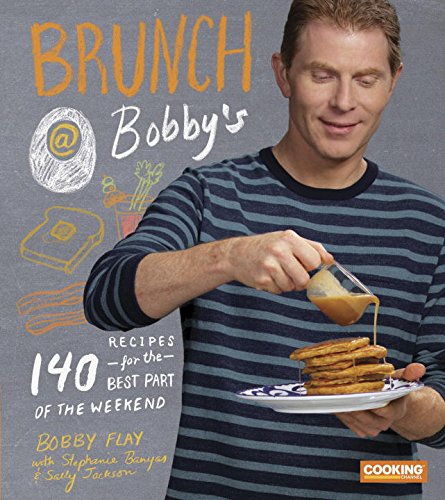 BRUNCH
@ Bobby's
140
RECIPES
-for the-
BEST PART
OF THE WEEKEND
BOBBY FLAY
with Stephanie Banyas
& Sally Jackson
COOKING
CHANNEL